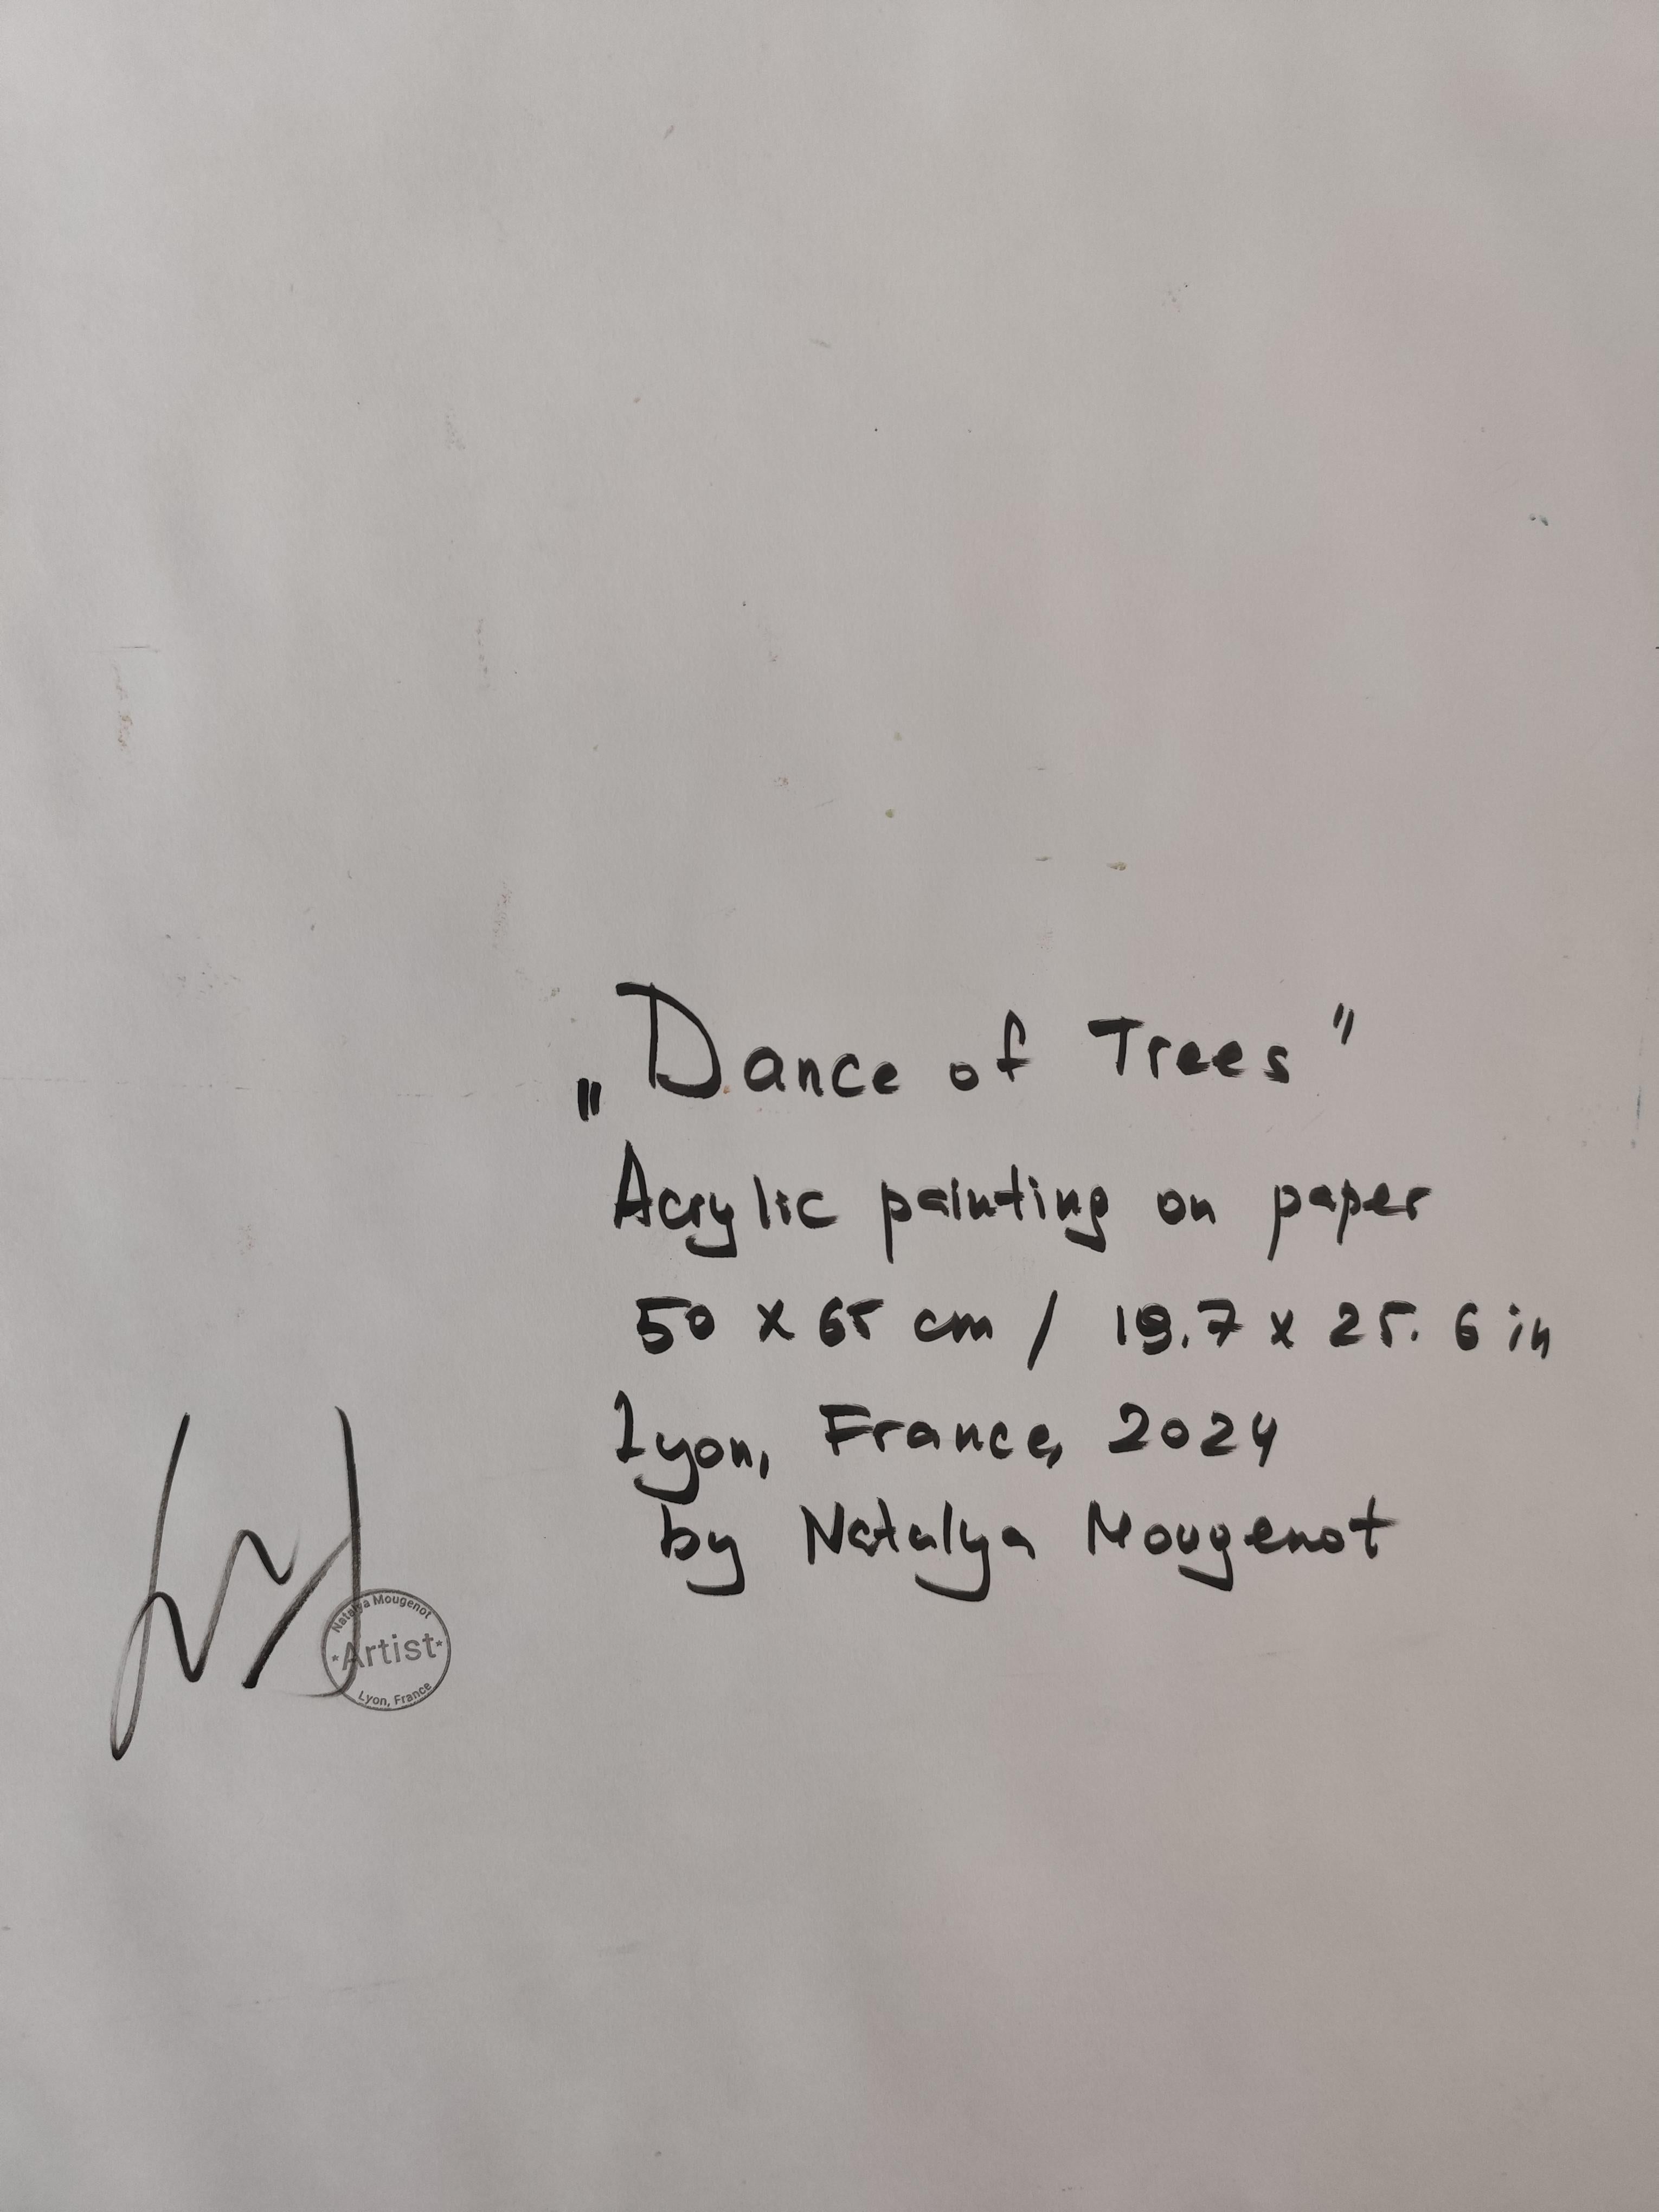 „Dance of Trees"
Acrylic painting on paper
50 x 65 cm / 19.7 x 25.6 in
Lyon, France, 2024
by Natalya Mougenot
Natalya Mougenot
*Artist*
Lyon, France